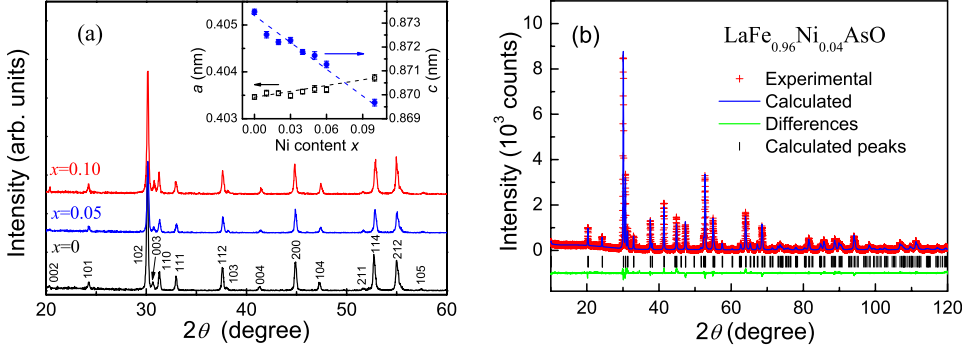 (a)
Intensity (arb. units)
x=0.10
x=0.05
x=0
002
101
102
003
110
111
112
103
004
200
104
211
114
212
105
20 30 40 50 60
2θ (degree)
0.405
0.404
0.403
a (nm)
0.873
0.872
0.871
0.870
0.869
c (nm)
0.00 0.03 0.06 0.09
Ni content x
(b)
LaFe0.96Ni0.04AsO
Experimental
Calculated
Differences
Calculated peaks
Intensity (10³ counts)
10
8
6
4
2
0
20 40 60 80 100 120
2θ (degree)